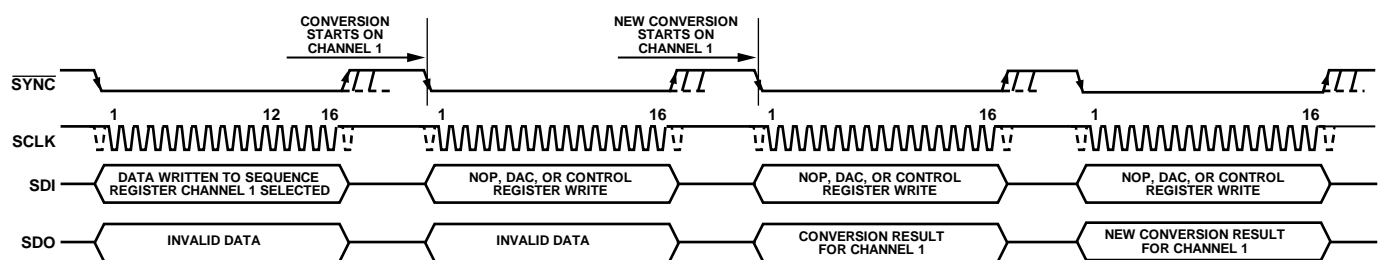 CONVERSION
STARTS ON
CHANNEL 1
NEW CONVERSION
STARTS ON
CHANNEL 1
SYNC
1
12
16
1
16
1
16
1
16
SCLK
SDI
DATA WRITTEN TO SEQUENCE
REGISTER CHANNEL 1 SELECTED
NOP, DAC, OR CONTROL
REGISTER WRITE
NOP, DAC, OR CONTROL
REGISTER WRITE
NOP, DAC, OR CONTROL
REGISTER WRITE
SDO
INVALID DATA
INVALID DATA
CONVERSION RESULT
FOR CHANNEL 1
NEW CONVERSION RESULT
FOR CHANNEL 1